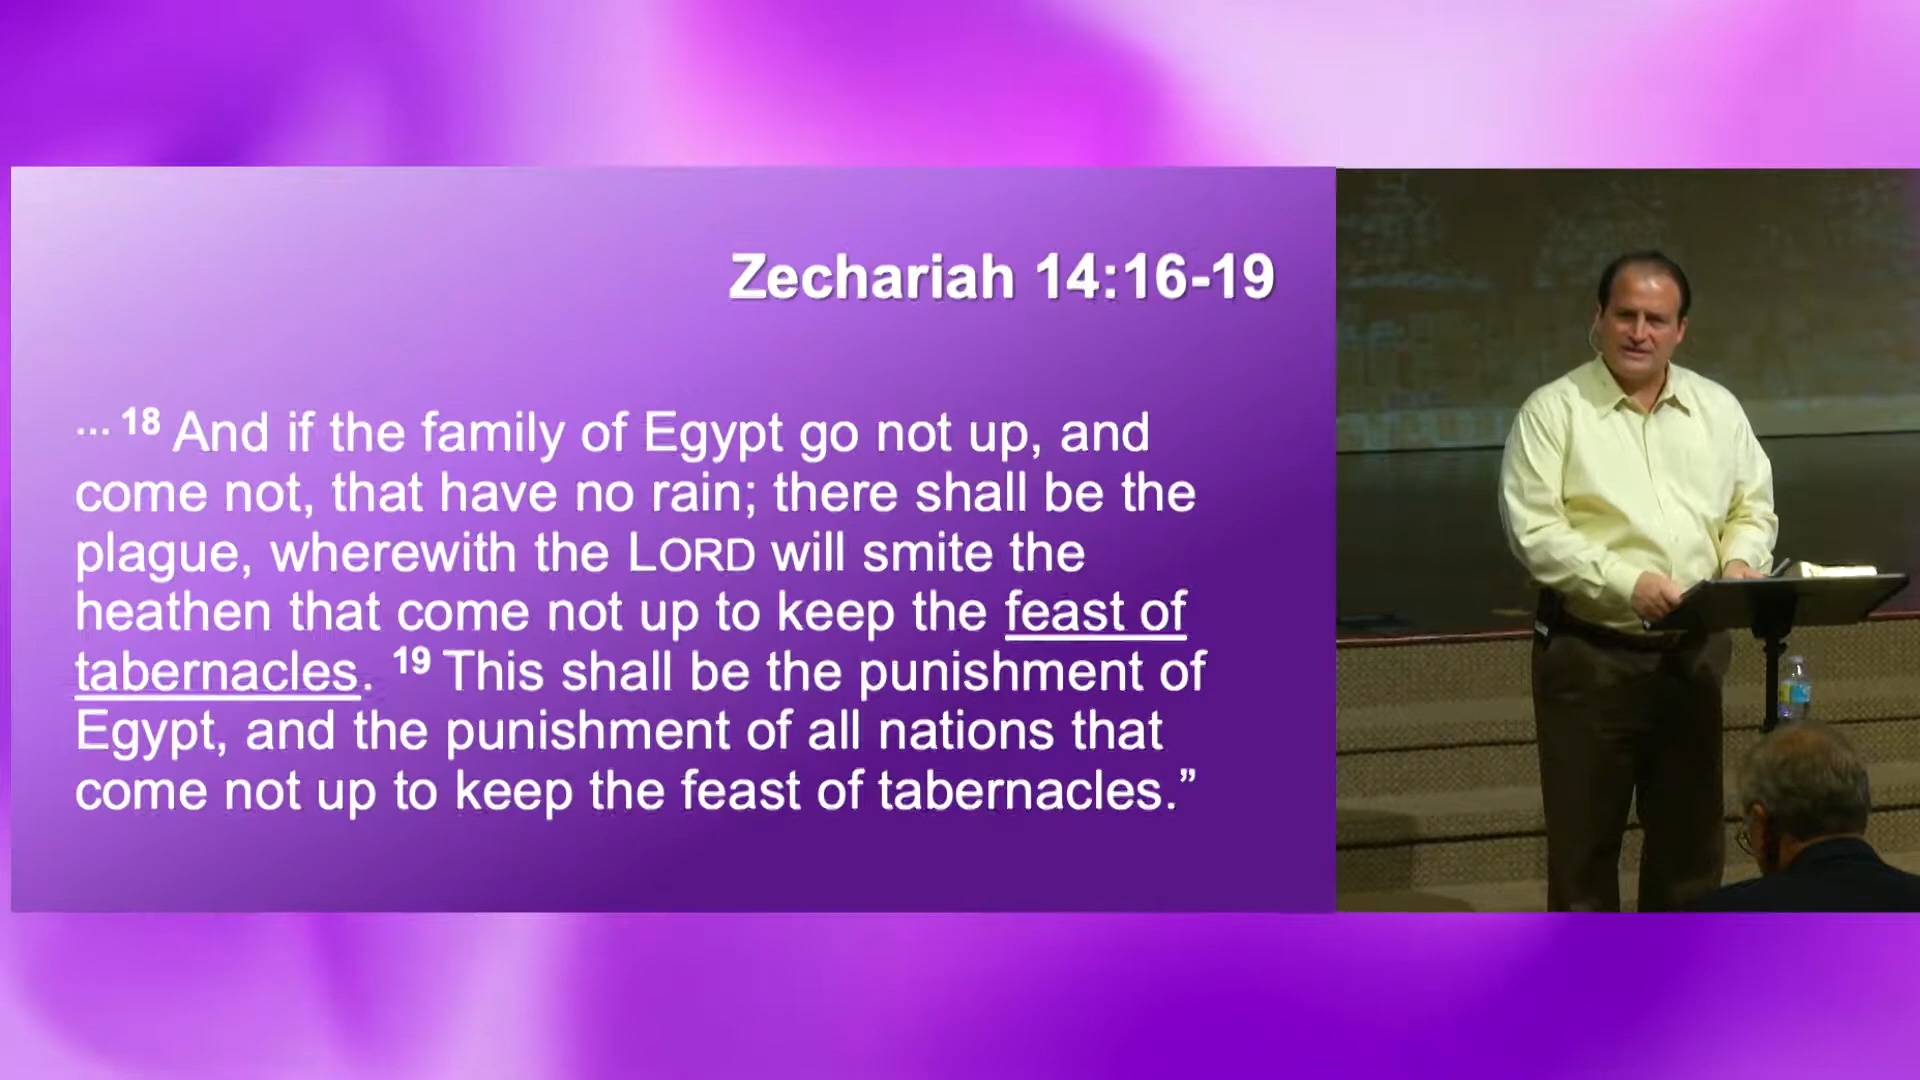 Zechariah 14:16-19
... 18 And if the family of Egypt go not up, and
come not, that have no rain; there shall be the
plague, wherewith the LORD will smite the
heathen that come not up to keep the feast of
tabernacles. 19 This shall be the punishment of
Egypt, and the punishment of all nations that
come not up to keep the feast of tabernacles.”